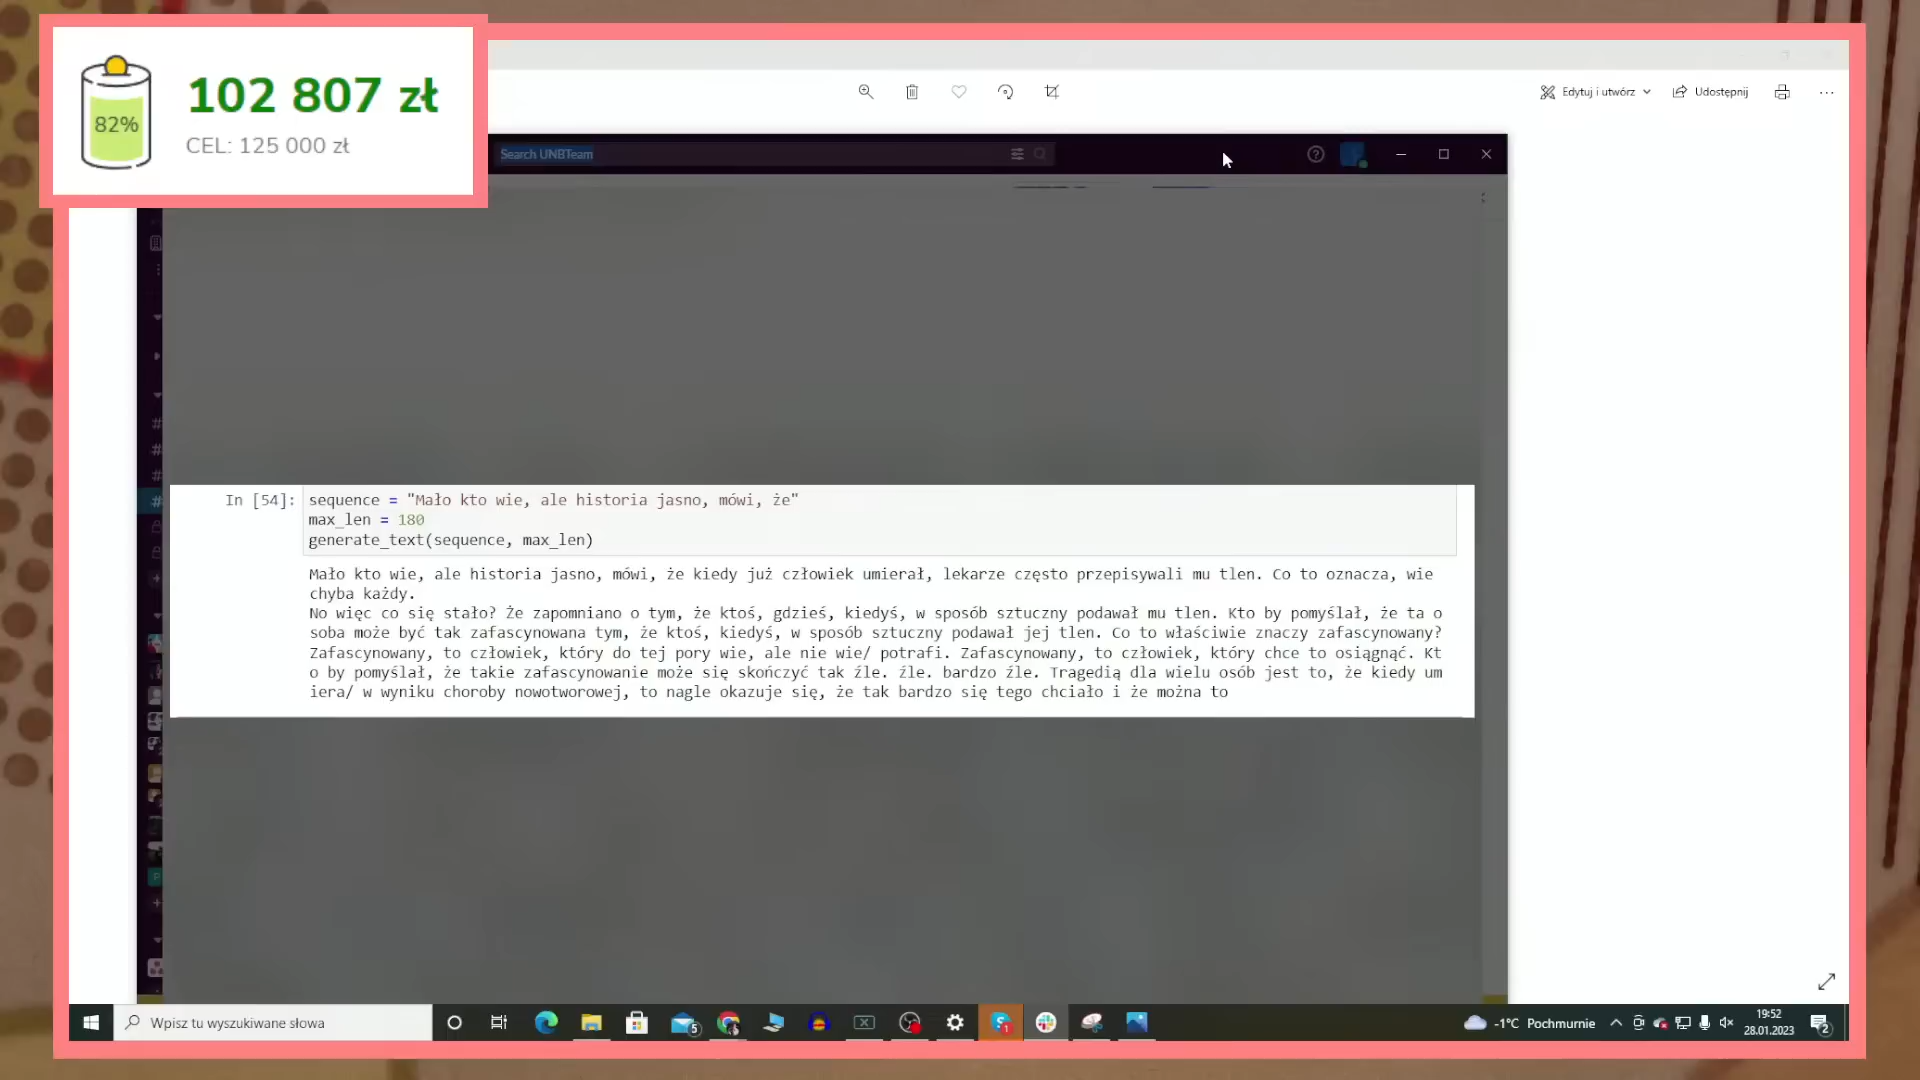 82%
102 807 zł
CEL: 125 000 zł
Edytuj i utwórz
Udostępnij
Search UNBTeam
In [54]:
sequence = "Mało kto wie, ale historia jasno, mówi, że"
max_len = 180
generate_text(sequence, max_len)
Mało kto wie, ale historia jasno, mówi, że kiedy już człowiek umierał, lekarze często przepisywali mu tlen. Co to oznacza, wie
chyba każdy.
No więc co się stało? Że zapomniano o tym, że ktoś, gdzieś, kiedyś, w sposób sztuczny podawał mu tlen. Kto by pomyślał, że ta o
soba może być tak zafascynowana tym, że ktoś, kiedyś, w sposób sztuczny podawał jej tlen. Co to właściwie znaczy zafascynowany?
Zafascynowany, to człowiek, który do tej pory wie, ale nie wie/ potrafi. Zafascynowany, to człowiek, który chce to osiągnąć. Kt
o by pomyślał, że takie zafascynowanie może się skończyć tak źle. źle. bardzo źle. Tragedią dla wielu osób jest to, że kiedy um
iera/ w wyniku choroby nowotworowej, to nagle okazuje się, że tak bardzo się tego chciało i że można to
Wpisz tu wyszukiwane słowa
5
1
-1°C Pochmurnie
19:52
28.01.2023
2